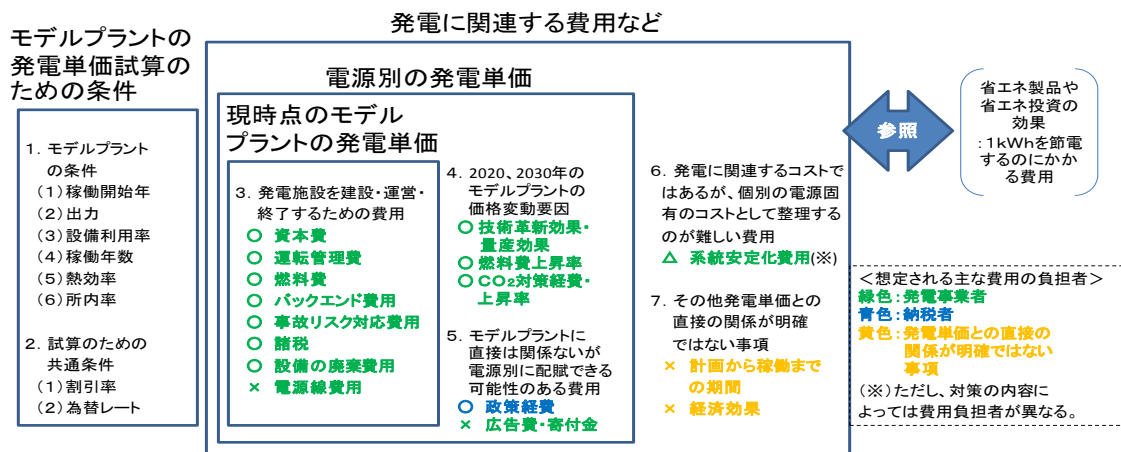 発電に関連する費用など
モデルプラントの
発電単価試算の
ための条件
1．モデルプラント
の条件
(1)稼働開始年
(2)出力
(3)設備利用率
(4)稼働年数
(5)熱効率
(6)所内率
2．試算のための
共通条件
(1)割引率
(2)為替レート
電源別の発電単価
現時点のモデル
プラントの発電単価
3．発電施設を建設・運営・
終了するための費用
○ 資本費
○ 運転管理費
○ 燃料費
○ バックエンド費用
○ 事故リスク対応費用
○ 諸税
○ 設備の廃棄費用
× 電源線費用
4．2020、2030年の
モデルプラントの
価格変動要因
○技術革新効果・
量産効果
○燃料費上昇率
○CO₂対策経費・
上昇率
5．モデルプラントに
直接は関係ないが
電源別に配賦できる
可能性のある費用
○ 政策経費
× 広告費・寄付金
6．発電に関連するコストで
はあるが、個別の電源固
有のコストとして整理する
のが難しい費用
△ 系統安定化費用(※)
7．その他発電単価との
直接の関係が明確
ではない事項
× 計画から稼働まで
の期間
× 経済効果
参照
省エネ製品や
省エネ投資の
効果
：1kWhを節電
するのにかか
る費用
＜想定される主な費用の負担者＞
緑色：発電事業者
青色：納税者
黄色：発電単価との直接の
関係が明確ではない
事項
(※)ただし、対策の内容に
よっては費用負担者が異なる。